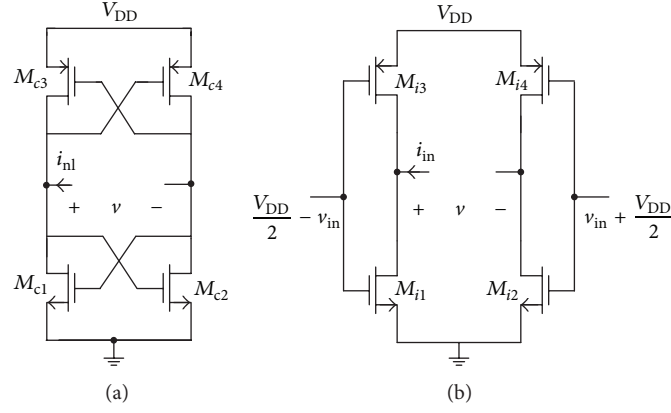 V_DD
M_c3
M_c4
i_nl
+ v −
M_c1
M_c2
(a)
V_DD
M_i3
M_i4
i_in
+ v −
V_DD/2 − v_in
v_in + V_DD/2
M_i1
M_i2
(b)